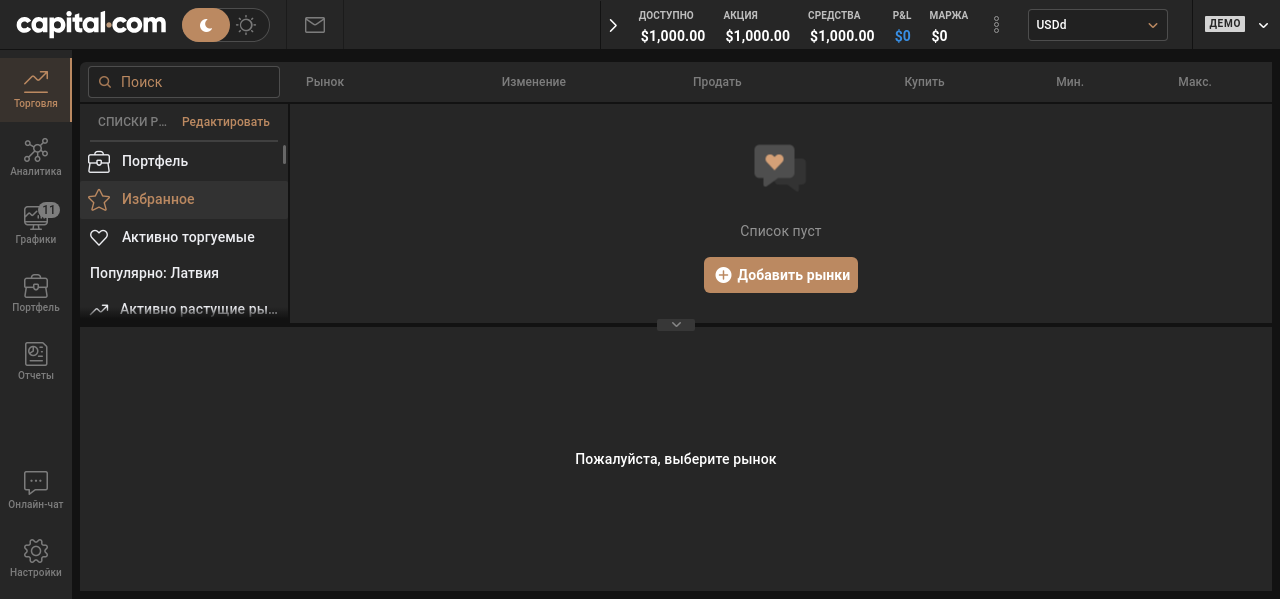 capital.com
ДОСТУПНО АКЦИЯ СРЕДСТВА P&L МАРЖА
$1,000.00 $1,000.00 $1,000.00 $0 $0
USDd
ДЕМО
Торговля
Аналитика
11
Графики
Портфель
Отчеты
Онлайн-чат
Настройки
Поиск
Рынок Изменение Продать Купить Мин. Макс.
СПИСКИ Р... Редактировать
Портфель
Избранное
Активно торгуемые
Популярно: Латвия
Активно растущие ры...
Список пуст
Добавить рынки
Пожалуйста, выберите рынок